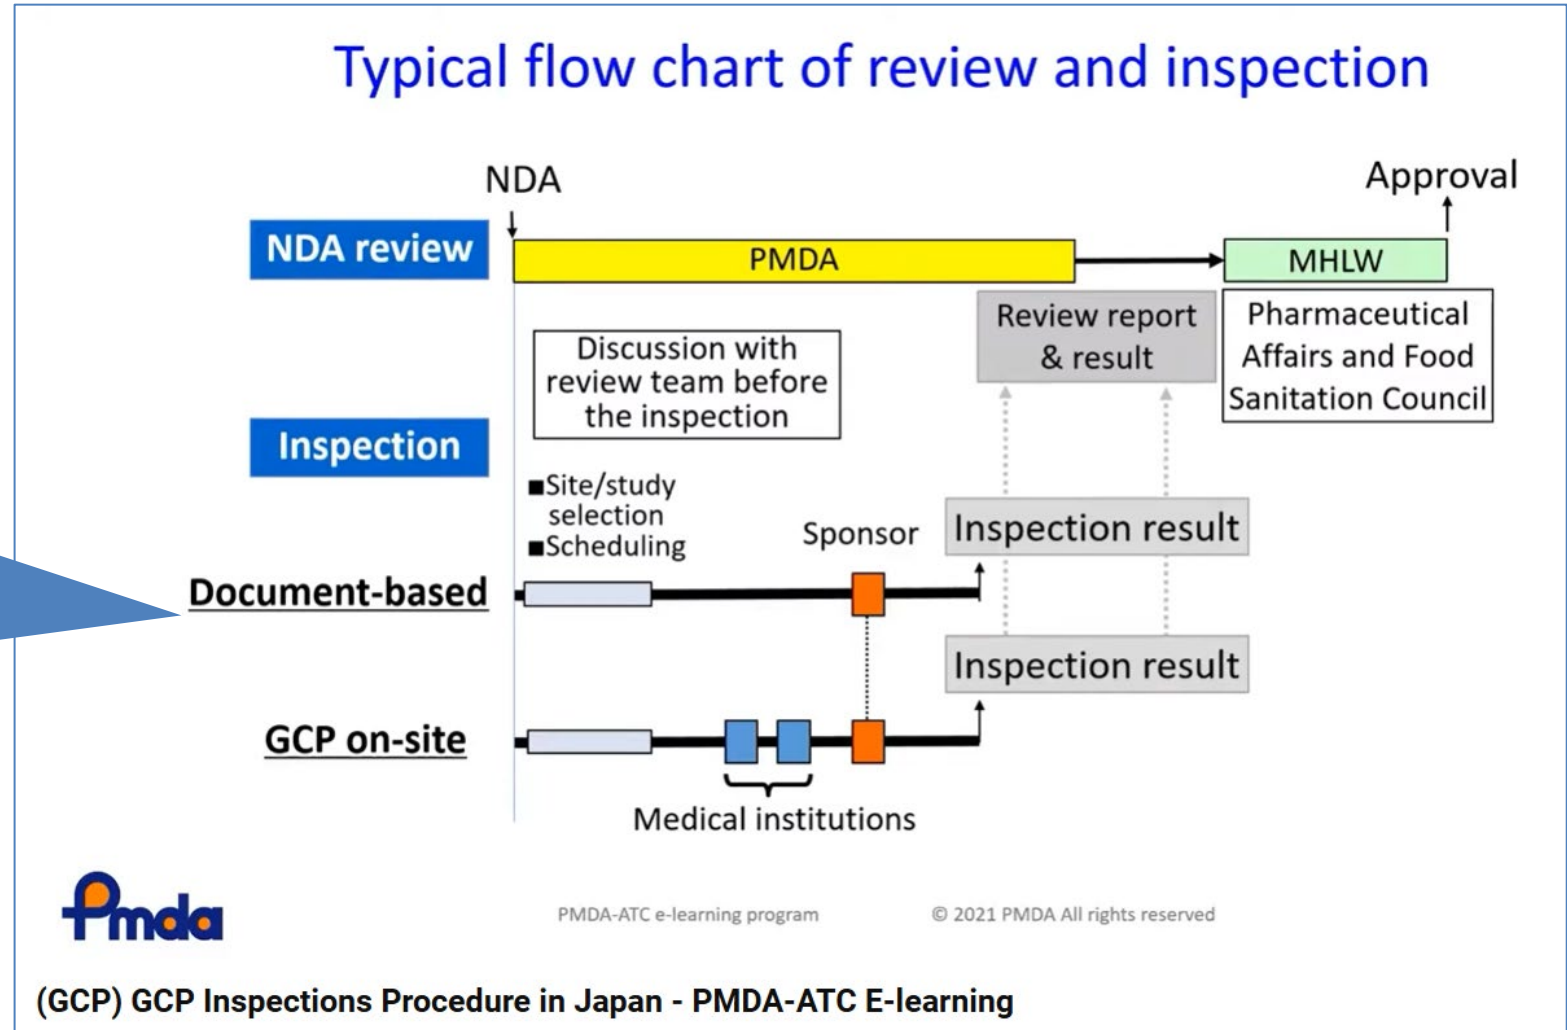 Typical flow chart of review and inspection
NDA
Approval
NDA review
PMDA
MHLW
Review report
& result
Pharmaceutical
Affairs and Food
Sanitation Council
Discussion with
review team before
the inspection
Inspection
■Site/study
selection
■Scheduling
Sponsor
Inspection result
Document-based
Inspection result
GCP on-site
Medical institutions
Pmda
PMDA-ATC e-learning program
© 2021 PMDA All rights reserved
(GCP) GCP Inspections Procedure in Japan - PMDA-ATC E-learning